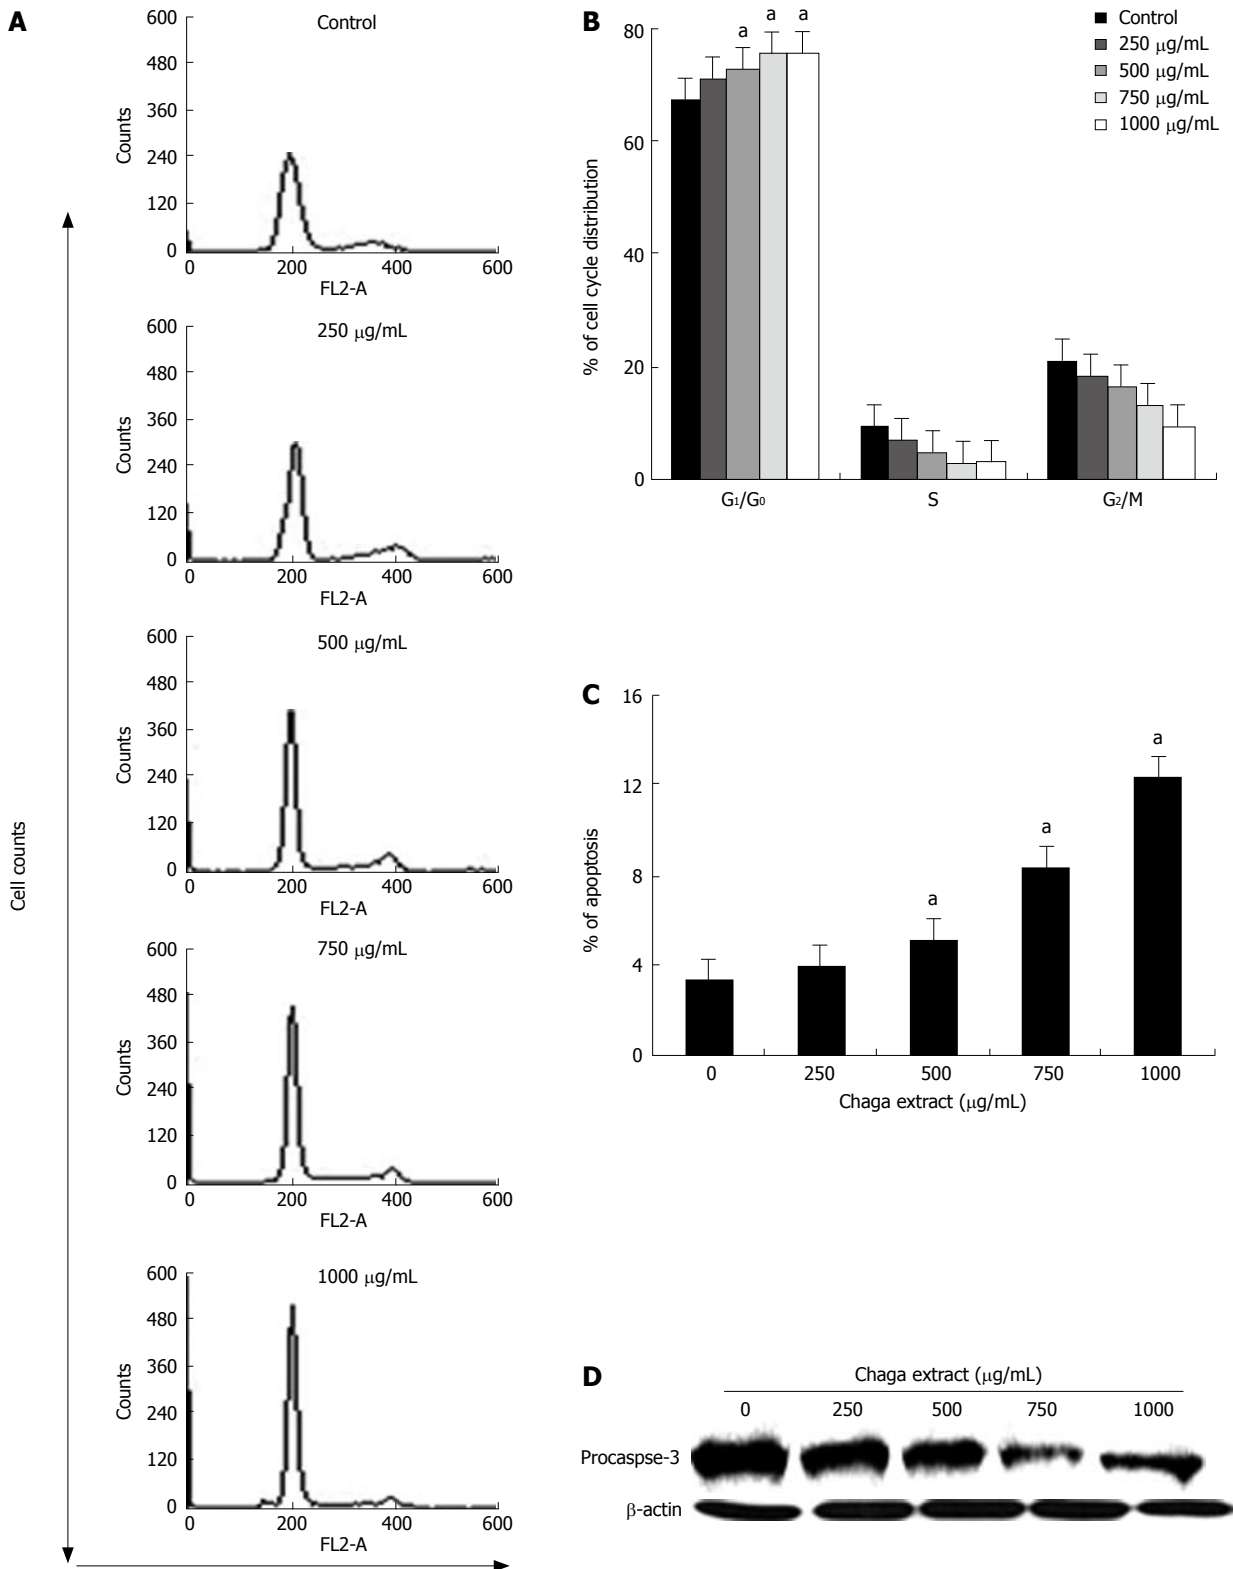 A
Control
600
480
360
240
120
0
Counts
0 200 400 600
FL2-A
250 μg/mL
600
480
360
240
120
0
Counts
0 200 400 600
FL2-A
500 μg/mL
600
480
360
240
120
0
Counts
0 200 400 600
FL2-A
750 μg/mL
600
480
360
240
120
0
Counts
0 200 400 600
FL2-A
1000 μg/mL
600
480
360
240
120
0
Counts
0 200 400 600
FL2-A
Cell counts
B
80
60
40
20
0
% of cell cycle distribution
a a a
Control
250 μg/mL
500 μg/mL
750 μg/mL
1000 μg/mL
G1/G0 S G2/M
C
16
12
8
4
0
% of apoptosis
a
a
a
0 250 500 750 1000
Chaga extract (μg/mL)
D
Chaga extract (μg/mL)
0 250 500 750 1000
Procaspse-3
β-actin